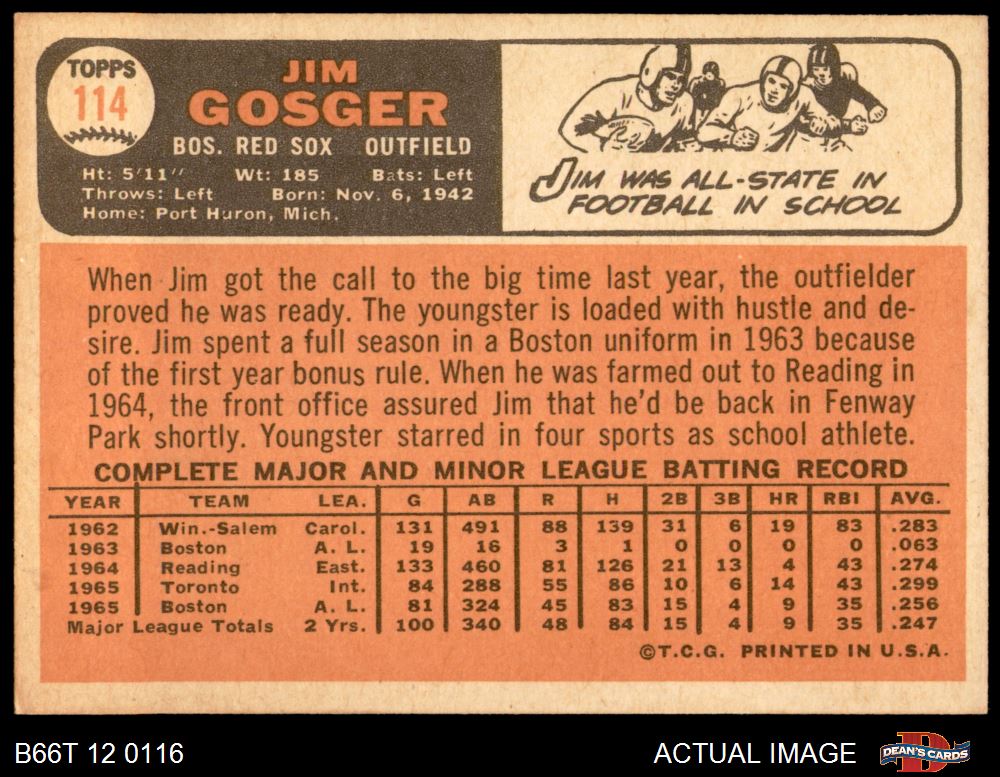 TOPPS
114
JIM
GOSGER
BOS. RED SOX OUTFIELD
Ht: 5'11" Wt: 185 Bats: Left
Throws: Left Born: Nov. 6, 1942
Home: Port Huron, Mich.
JIM WAS ALL-STATE IN
FOOTBALL IN SCHOOL
When Jim got the call to the big time last year, the outfielder
proved he was ready. The youngster is loaded with hustle and de-
sire. Jim spent a full season in a Boston uniform in 1963 because
of the first year bonus rule. When he was farmed out to Reading in
1964, the front office assured Jim that he'd be back in Fenway
Park shortly. Youngster starred in four sports as school athlete.
COMPLETE MAJOR AND MINOR LEAGUE BATTING RECORD
YEAR TEAM LEA. G AB R H 2B 3B HR RBI AVG.
1962 Win.-Salem Carol. 131 491 88 139 31 6 19 83 .283
1963 Boston A. L. 19 16 3 1 0 0 0 0 .063
1964 Reading East. 133 460 81 126 21 13 4 43 .274
1965 Toronto Int. 84 288 55 86 10 6 14 43 .299
1965 Boston A. L. 81 324 45 83 15 4 9 35 .256
Major League Totals 2 Yrs. 100 340 48 84 15 4 9 35 .247
©T.C.G. PRINTED IN U.S.A.
B66T 12 0116
ACTUAL IMAGE
DEAN'S CARDS